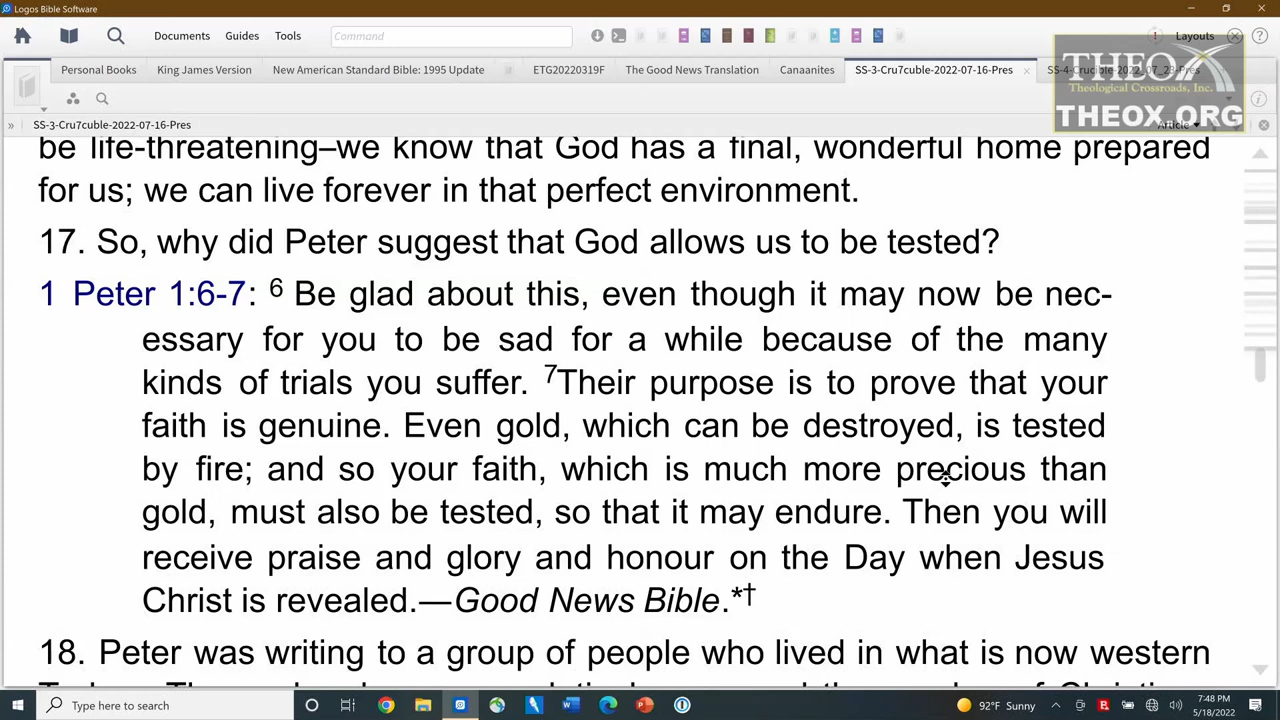 Logos Bible Software
Documents Guides Tools Command Layouts
Personal Books King James Version New American St ute ETG20220319F The Good News Translation Cananites SS-3-Cru7cuble-2022-07-16-Pres SS-4-Crucible-2022_07_23-Pres
THEOX
Theological Crossroads, Inc.
THEOX.ORG
SS-3-Cru7cuble-2022-07-16-Pres Article
be life-threatening–we know that God has a final, wonderful home prepared
for us; we can live forever in that perfect environment.
17. So, why did Peter suggest that God allows us to be tested?
1 Peter 1:6-7: 6 Be glad about this, even though it may now be nec-
essary for you to be sad for a while because of the many
kinds of trials you suffer. 7Their purpose is to prove that your
faith is genuine. Even gold, which can be destroyed, is tested
by fire; and so your faith, which is much more precious than
gold, must also be tested, so that it may endure. Then you will
receive praise and glory and honour on the Day when Jesus
Christ is revealed.—Good News Bible.*†
18. Peter was writing to a group of people who lived in what is now western
Type here to search
92°F Sunny
7:48 PM
5/18/2022